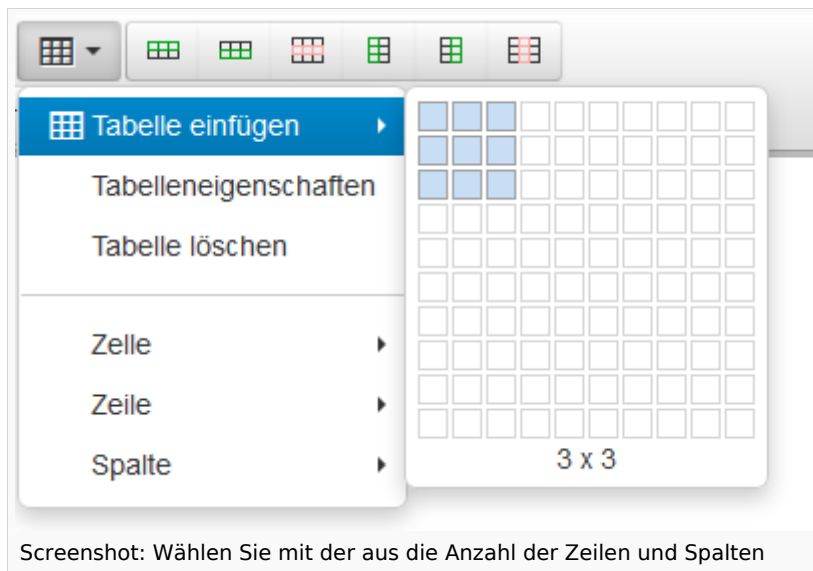 Tabelle einfügen
Tabelleneigenschaften
Tabelle löschen
Zelle
Zeile
Spalte
3 x 3
Screenshot: Wählen Sie mit der aus die Anzahl der Zeilen und Spalten